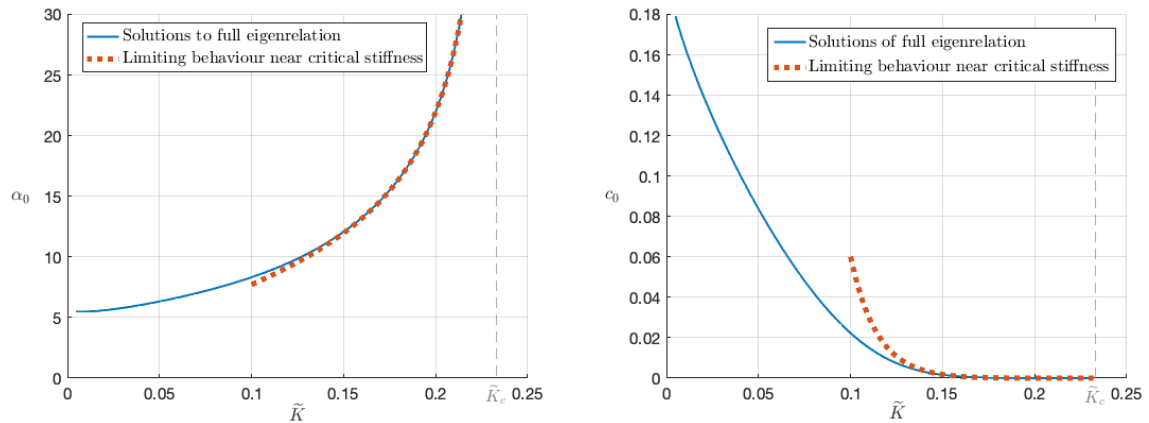 30
25
20
15
10
5
0
α₀
Solutions to full eigenrelation
Limiting behaviour near critical stiffness
0
0.05
0.1
0.15
0.2
0.25
K̃_c
K̃
0.18
0.16
0.14
0.12
0.1
0.08
0.06
0.04
0.02
0
c₀
Solutions of full eigenrelation
Limiting behaviour near critical stiffness
0
0.05
0.1
0.15
0.2
0.25
K̃_c
K̃